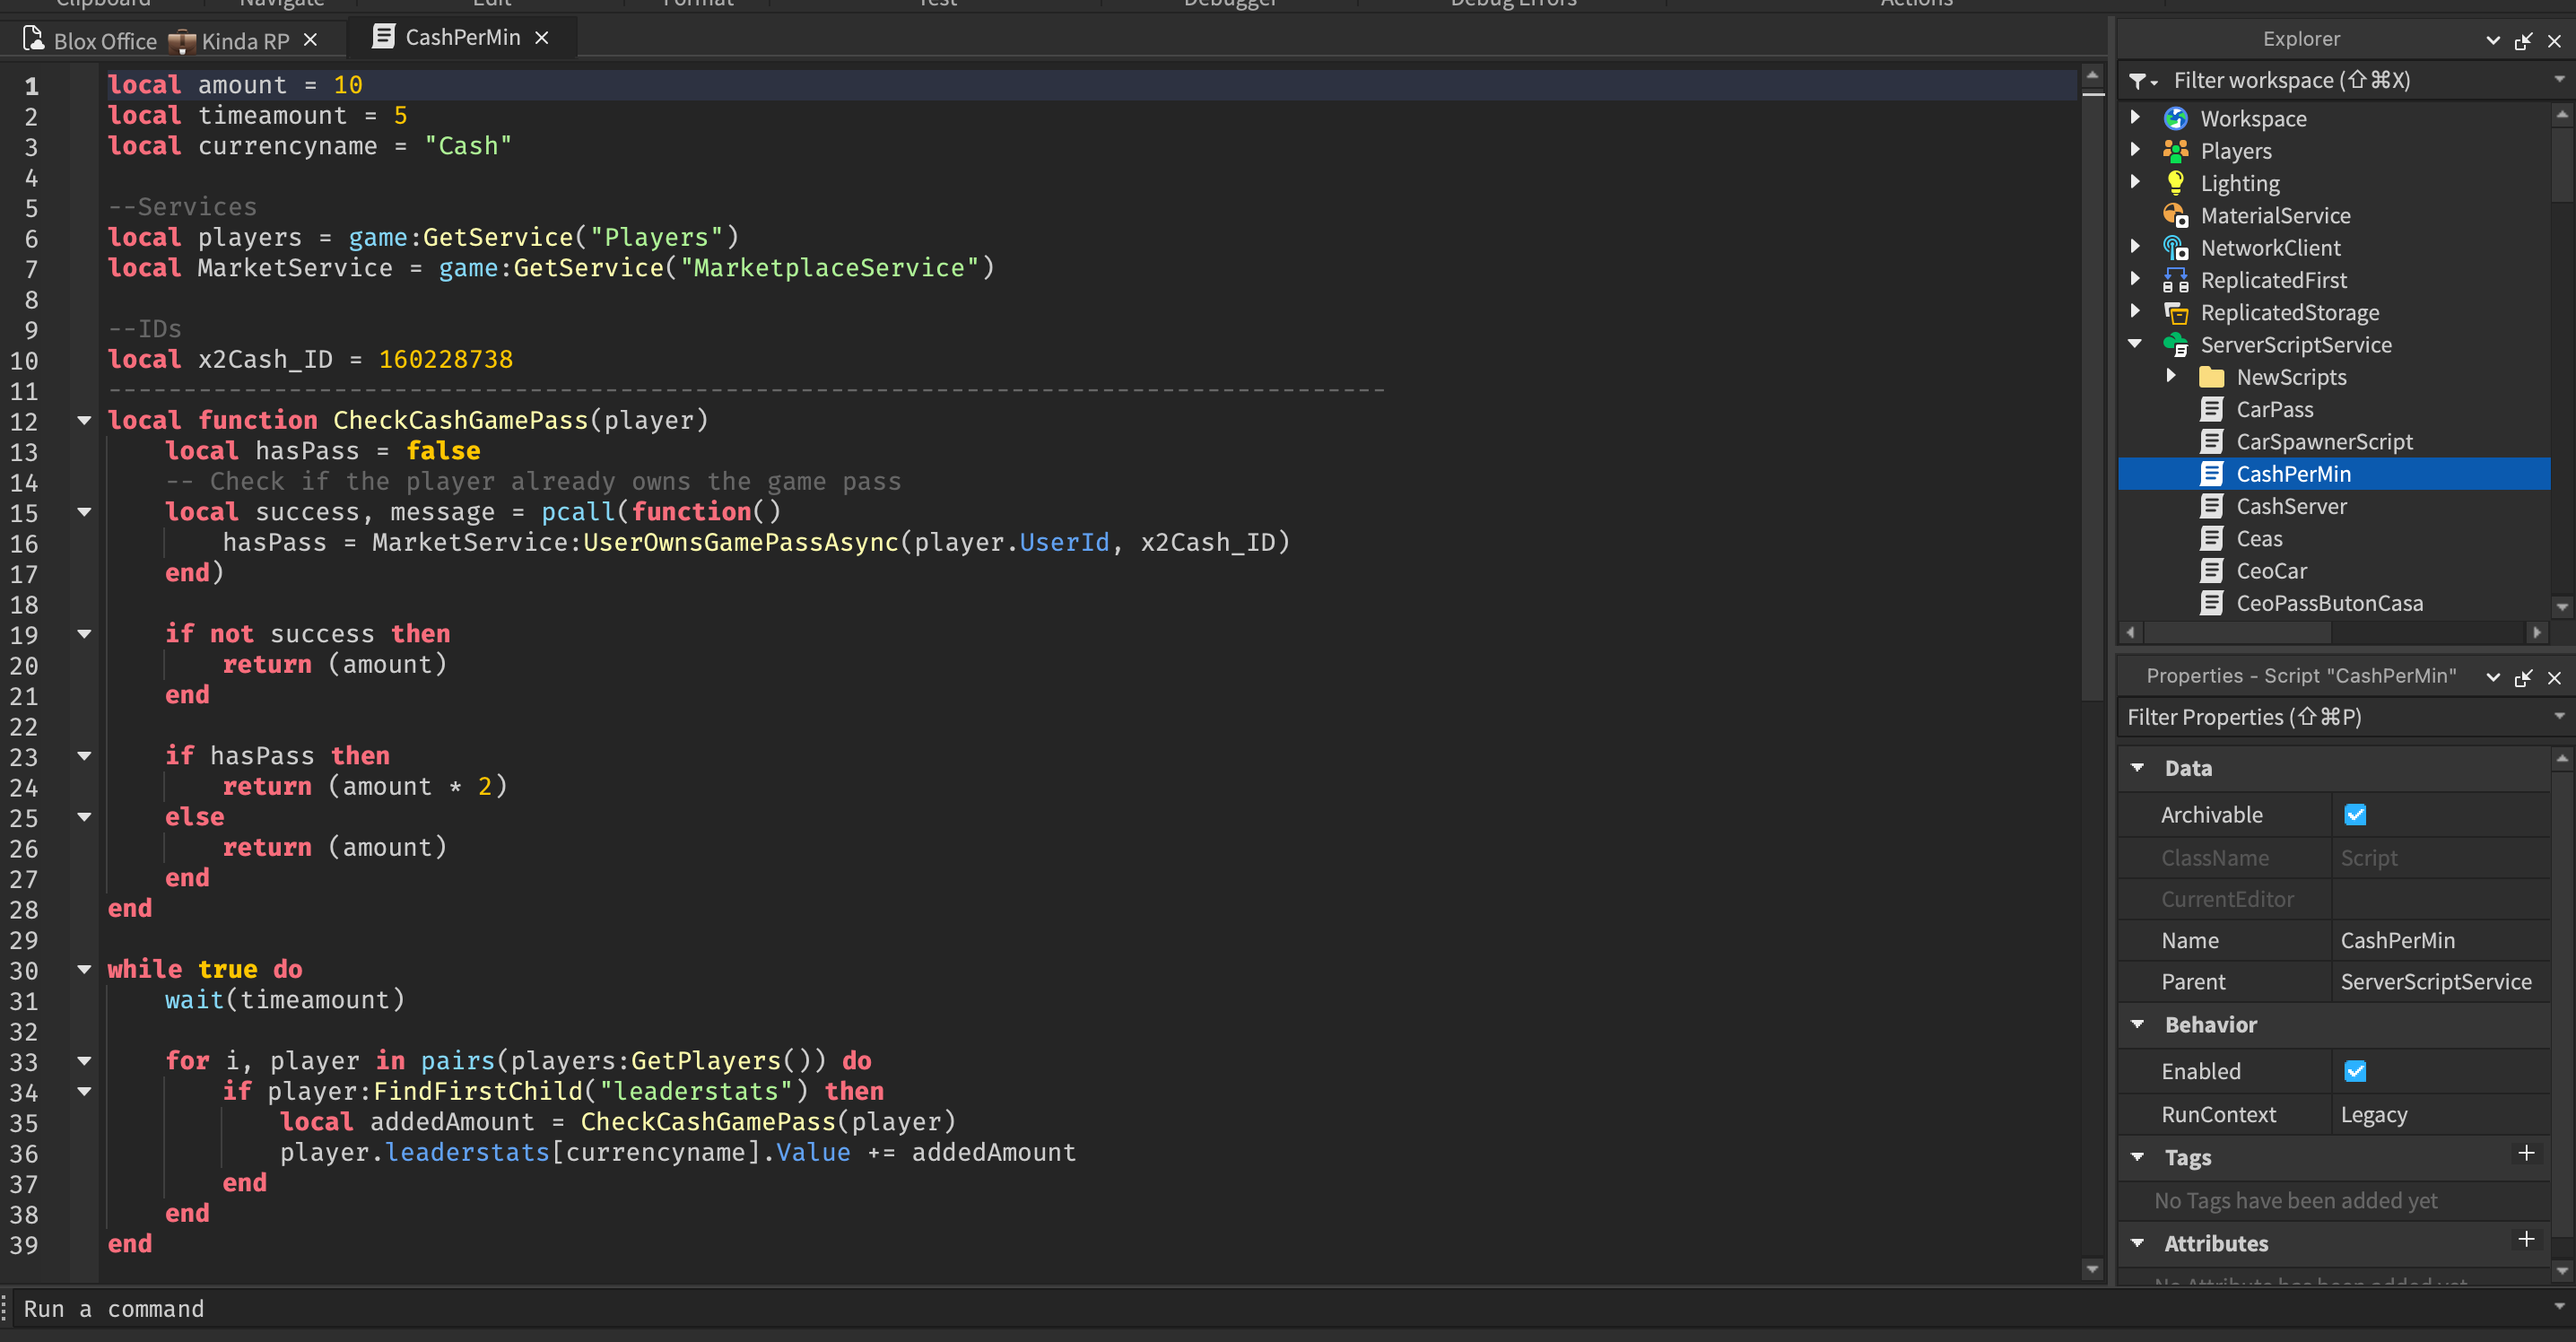 Clipboard Navigate Edit Format Test Debugger Debug Errors Actions
Blox Office 💼 Kinda RP
CashPerMin
1 local amount = 10
2 local timeamount = 5
3 local currencyname = "Cash"
4
5 --Services
6 local players = game:GetService("Players")
7 local MarketService = game:GetService("MarketplaceService")
8
9 --IDs
10 local x2Cash_ID = 160228738
11 -------------------------------------------------------------------------------------
12 local function CheckCashGamePass(player)
13 local hasPass = false
14 -- Check if the player already owns the game pass
15 local success, message = pcall(function()
16 hasPass = MarketService:UserOwnsGamePassAsync(player.UserId, x2Cash_ID)
17 end)
18
19 if not success then
20 return (amount)
21 end
22
23 if hasPass then
24 return (amount * 2)
25 else
26 return (amount)
27 end
28 end
29
30 while true do
31 wait(timeamount)
32
33 for i, player in pairs(players:GetPlayers()) do
34 if player:FindFirstChild("leaderstats") then
35 local addedAmount = CheckCashGamePass(player)
36 player.leaderstats[currencyname].Value += addedAmount
37 end
38 end
39 end
Run a command
Explorer
Filter workspace (⇧⌘X)
Workspace
Players
Lighting
MaterialService
NetworkClient
ReplicatedFirst
ReplicatedStorage
ServerScriptService
NewScripts
CarPass
CarSpawnerScript
CashPerMin
CashServer
Ceas
CeoCar
CeoPassButonCasa
Properties - Script "CashPerMin"
Filter Properties (⇧⌘P)
Data
Archivable
ClassName Script
CurrentEditor
Name CashPerMin
Parent ServerScriptService
Behavior
Enabled
RunContext Legacy
Tags
No Tags have been added yet
Attributes
No Attribute has been added yet